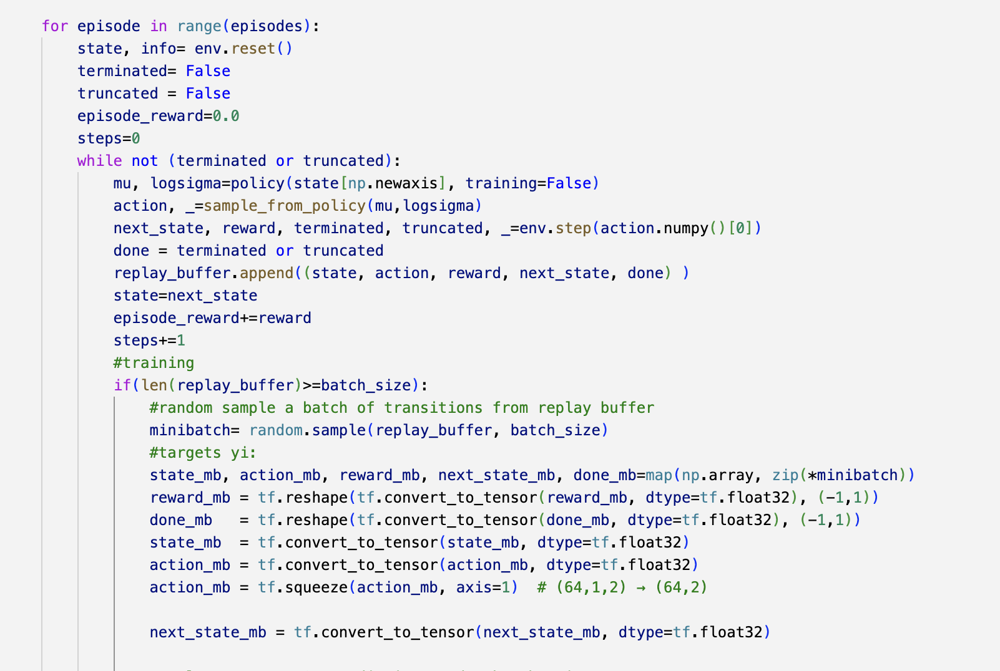 for episode in range(episodes):
    state, info= env.reset()
    terminated= False
    truncated = False
    episode_reward=0.0
    steps=0
    while not (terminated or truncated):
        mu, logsigma=policy(state[np.newaxis], training=False)
        action, _=sample_from_policy(mu,logsigma)
        next_state, reward, terminated, truncated, _=env.step(action.numpy()[0])
        done = terminated or truncated
        replay_buffer.append((state, action, reward, next_state, done) )
        state=next_state
        episode_reward+=reward
        steps+=1
        #training
        if(len(replay_buffer)>=batch_size):
            #random sample a batch of transitions from replay buffer
            minibatch= random.sample(replay_buffer, batch_size)
            #targets yi:
            state_mb, action_mb, reward_mb, next_state_mb, done_mb=map(np.array, zip(*minibatch))
            reward_mb = tf.reshape(tf.convert_to_tensor(reward_mb, dtype=tf.float32), (-1,1))
            done_mb   = tf.reshape(tf.convert_to_tensor(done_mb, dtype=tf.float32), (-1,1))
            state_mb  = tf.convert_to_tensor(state_mb, dtype=tf.float32)
            action_mb = tf.convert_to_tensor(action_mb, dtype=tf.float32)
            action_mb = tf.squeeze(action_mb, axis=1)  # (64,1,2) → (64,2)
            next_state_mb = tf.convert_to_tensor(next_state_mb, dtype=tf.float32)